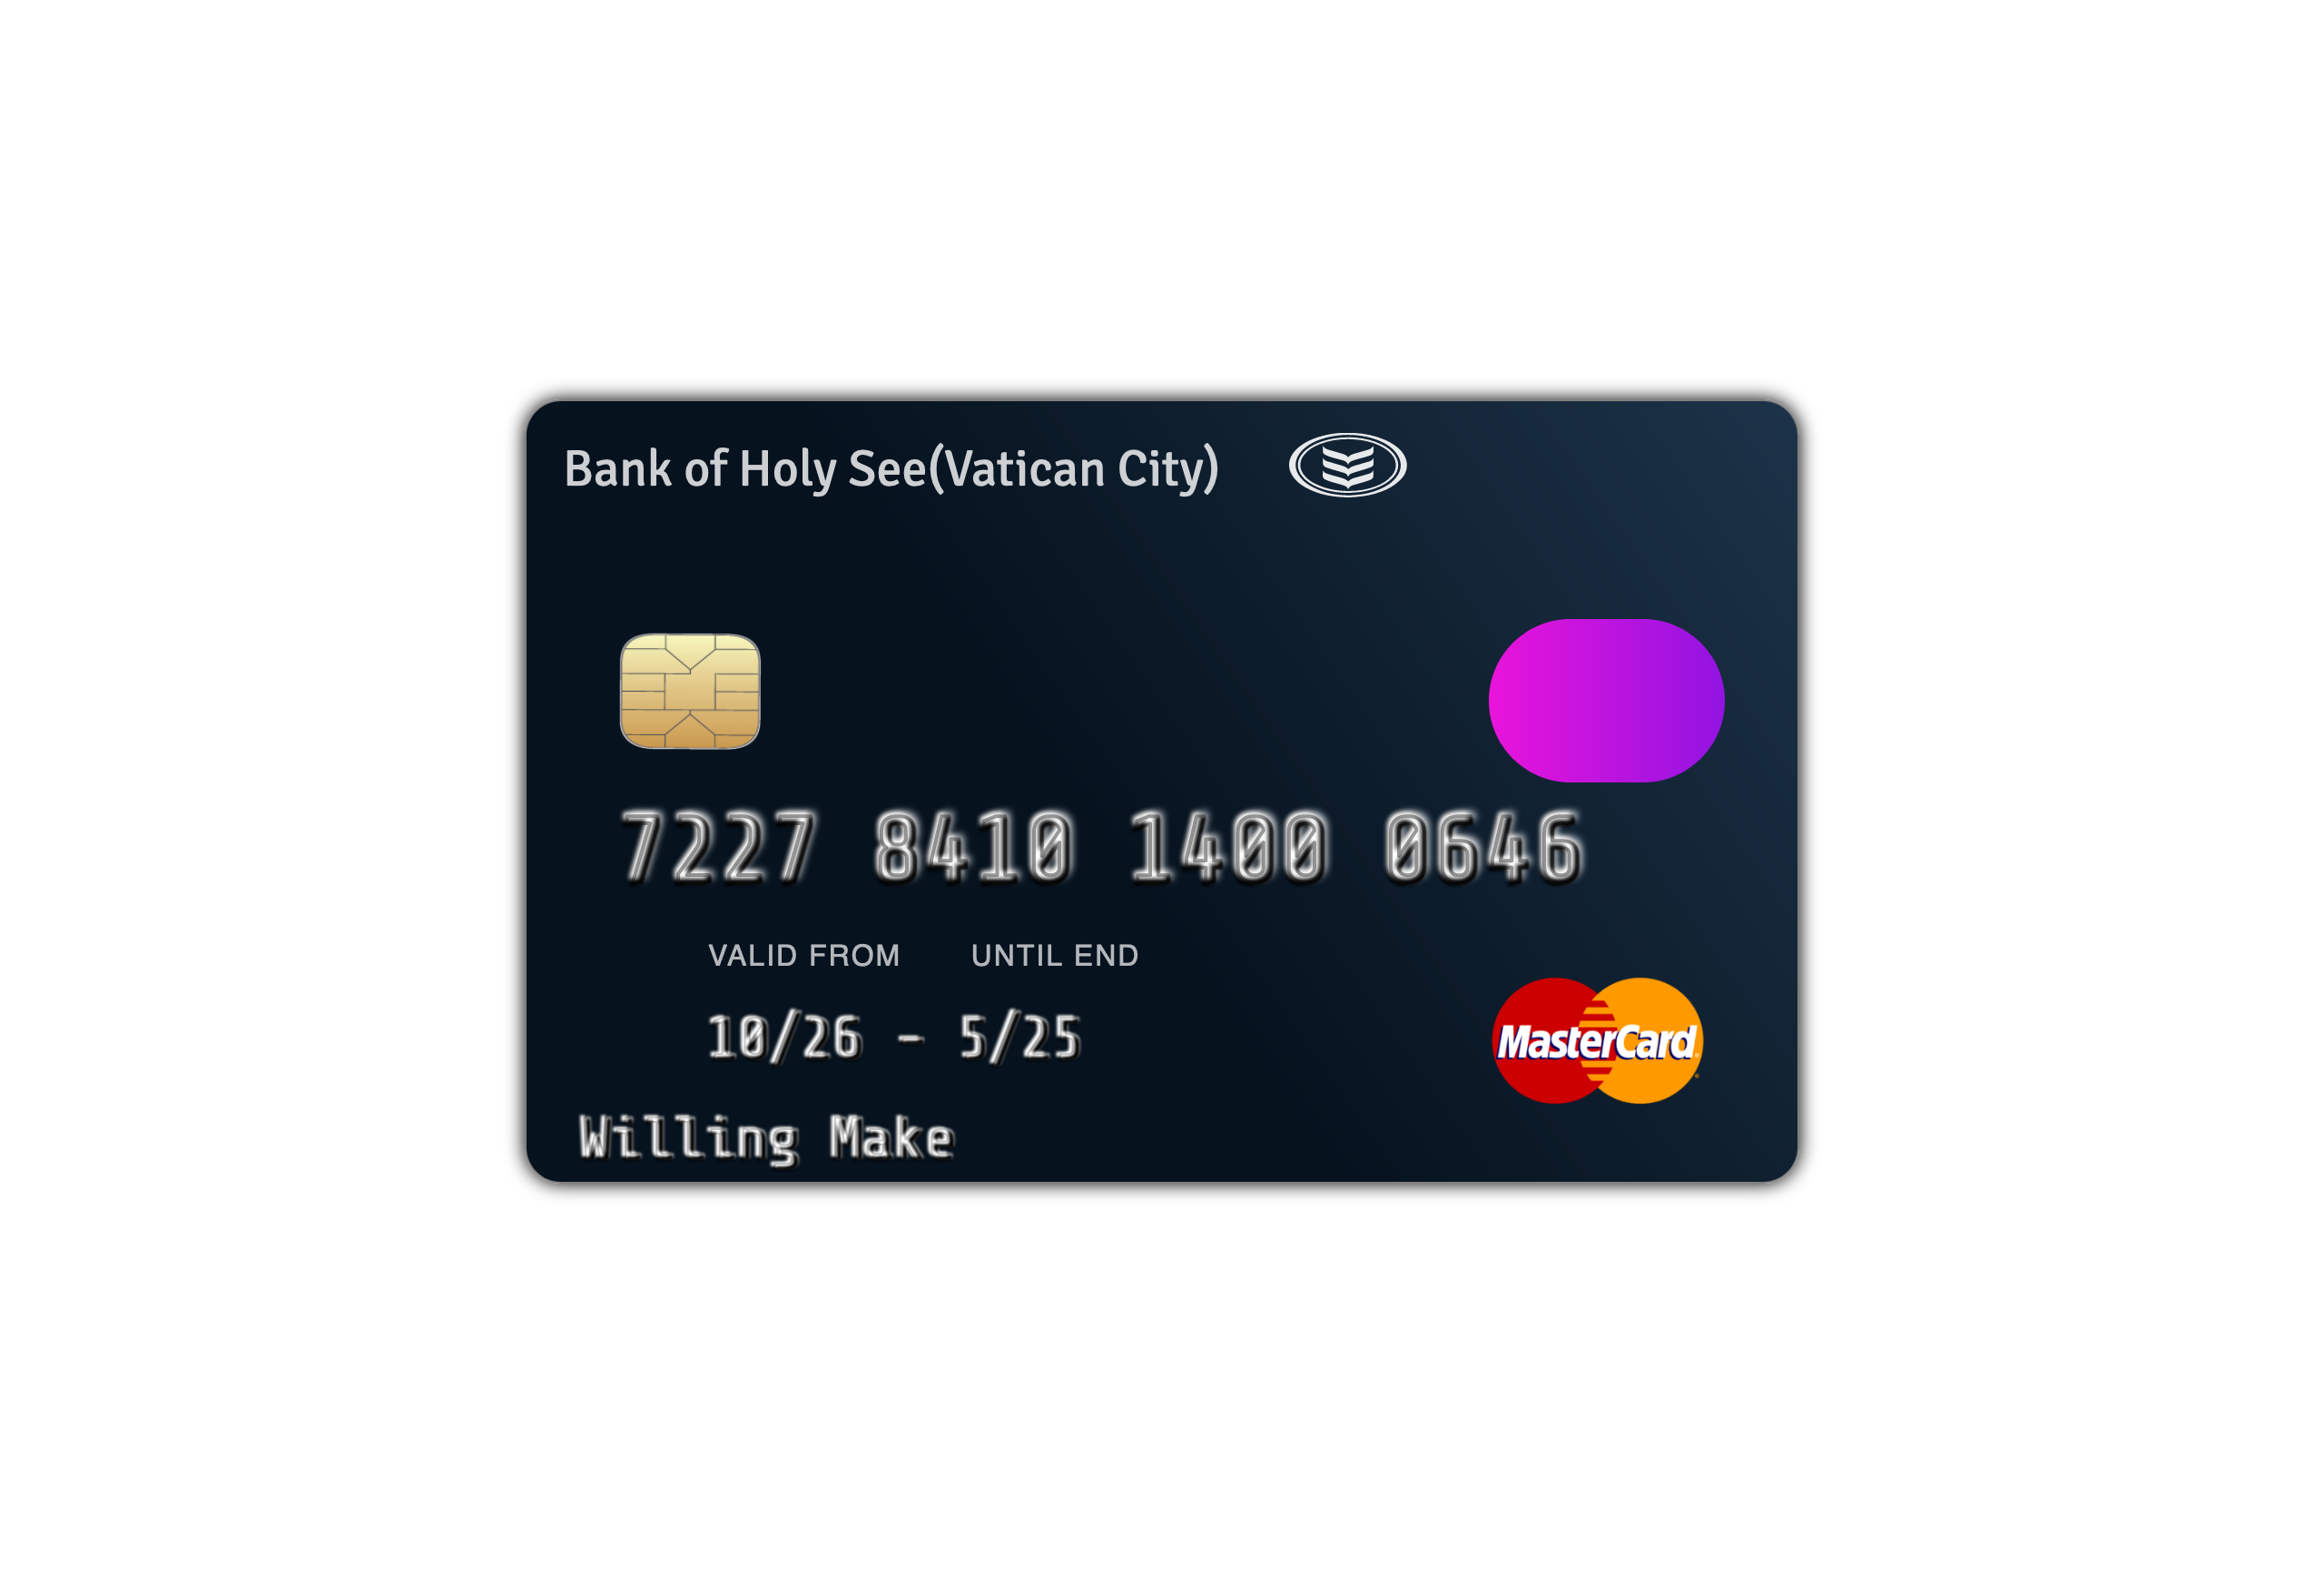 Bank of Holy See(Vatican City)
7227 8410 1400 0646
VALID FROM UNTIL END
10/26 - 5/25
MasterCard
Willing Make